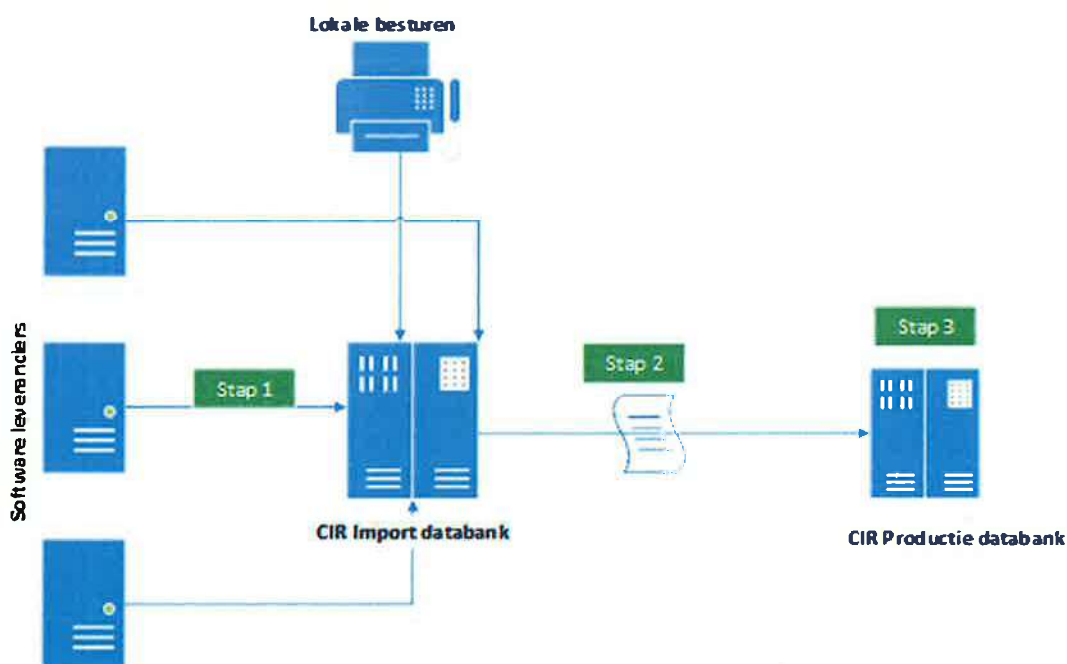 Lokale besturen
Software leveranciers
Stap 1
Stap 2
Stap 3
CIR Import databank
CIR Productie databank